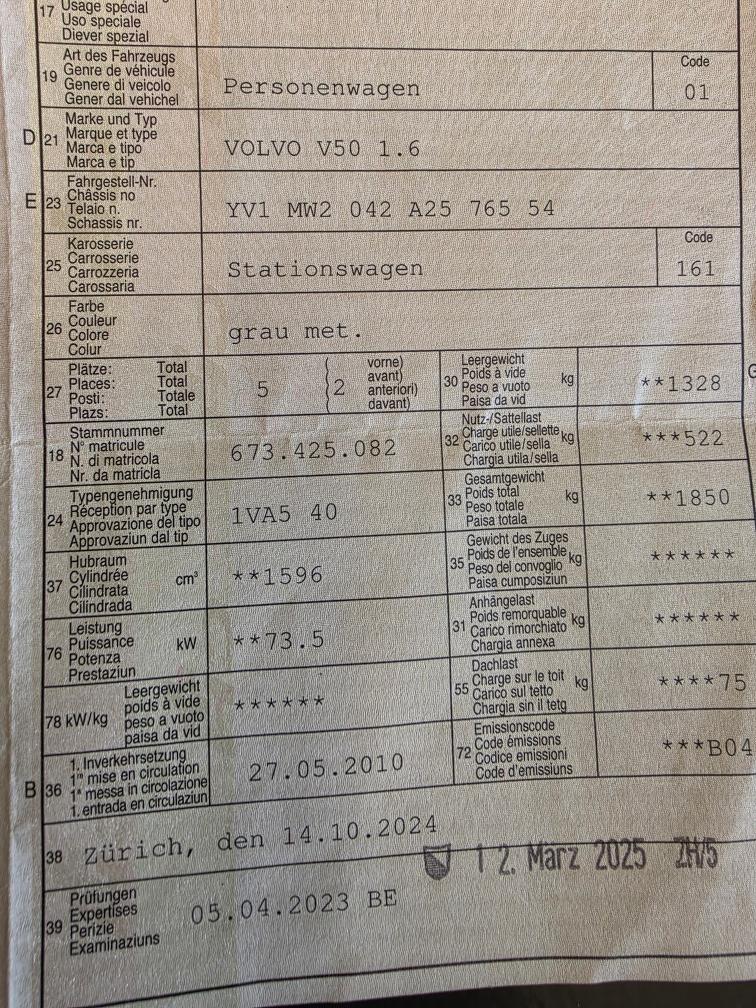 17 Usage spécial
Uso speciale
Diever spezial
19 Art des Fahrzeugs
Genre de véhicule
Genere di veicolo
Gener dal vehichel
Personenwagen
Code
01
D 21 Marke und Typ
Marque et type
Marca e tipo
Marca e tip
VOLVO V50 1.6
E 23 Fahrgestell-Nr.
Châssis no
Telaio n.
Schassis nr.
YV1 MW2 042 A25 765 54
25 Karosserie
Carrosserie
Carrozzeria
Carossaria
Stationswagen
Code
161
26 Farbe
Couleur
Colore
Colur
grau met.
27 Plätze: Total
Places: Total
Posti: Totale
Plazs: Total
5 ( 2 vorne)
avant)
anteriori)
davant)
30 Leergewicht
Poids à vide
Peso a vuoto
Paisa da vid
kg
**1328
18 Stammnummer
N° matricule
N. di matricola
Nr. da matricla
673.425.082
32 Nutz-/Sattellast
Charge utile/sellette
Carico utile/sella
Chargia utila/sella
kg
***522
24 Typengenehmigung
Réception par type
Approvazione del tipo
Approvaziun dal tip
1VA5 40
33 Gesamtgewicht
Poids total
Peso totale
Paisa totala
kg
**1850
37 Hubraum
Cylindrée
Cilindrata
Cilindrada
cm³
**1596
35 Gewicht des Zuges
Poids de l'ensemble
Peso del convoglio
Paisa cumposiziun
kg
******
76 Leistung
Puissance
Potenza
Prestaziun
kW
**73.5
31 Anhängelast
Poids remorquable
Carico rimorchiato
Chargia annexa
kg
******
78 kW/kg Leergewicht
poids à vide
peso a vuoto
paisa da vid
******
55 Dachlast
Charge sur le toit
Carico sul tetto
Chargia sin il tetg
kg
****75
B 36 1. Inverkehrsetzung
1re mise en circulation
1a messa in circolazione
1. entrada en circulaziun
27.05.2010
72 Emissionscode
Code émissions
Codice emissioni
Code d'emissiuns
***B04
38 Zürich, den 14.10.2024
12. März 2025 ZH/5
39 Prüfungen
Expertises
Perizie
Examinaziuns
05.04.2023 BE